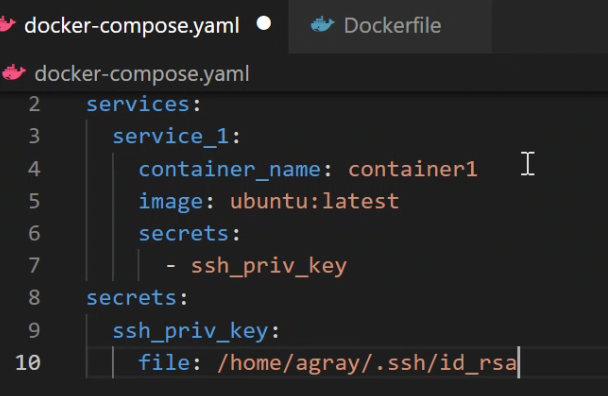 docker-compose.yaml Dockerfile
docker-compose.yaml
2 services:
3 service_1:
4 container_name: container1
5 image: ubuntu:latest
6 secrets:
7 - ssh_priv_key
8 secrets:
9 ssh_priv_key:
10 file: /home/agray/.ssh/id_rsa